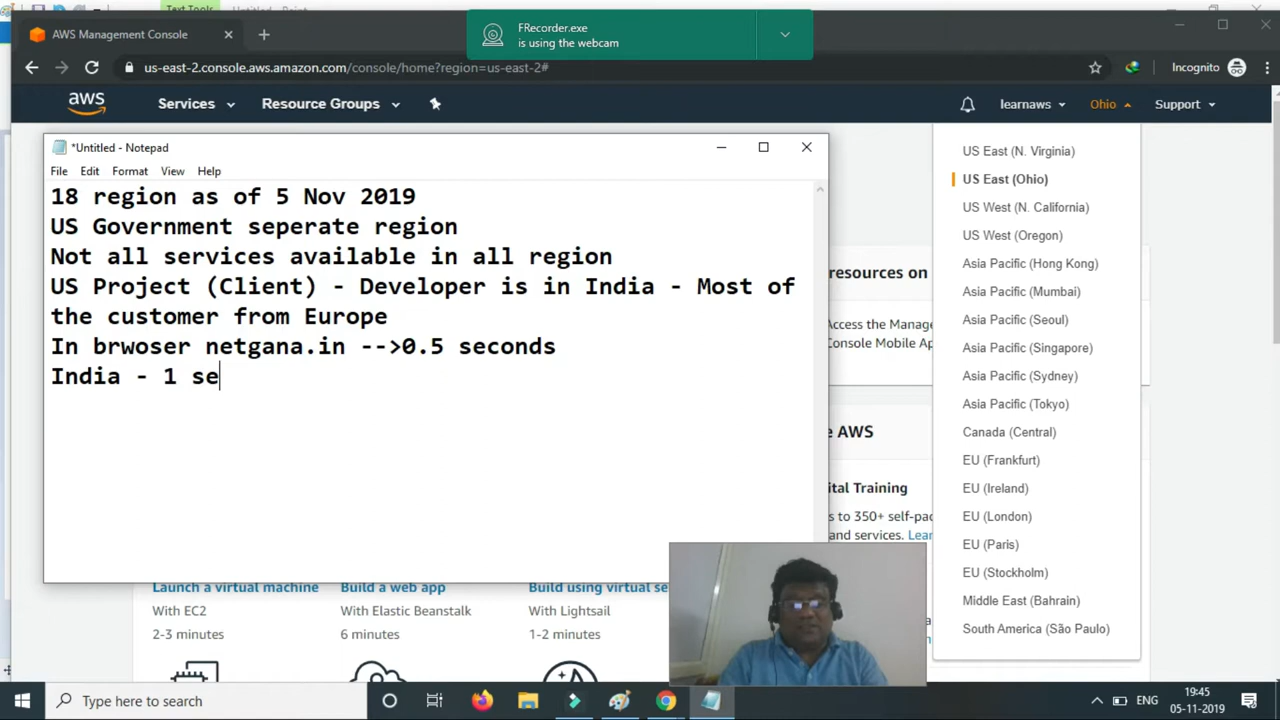 Text Tools
Untitled - Paint
AWS Management Console
FRecorder.exe
is using the webcam
us-east-2.console.aws.amazon.com/console/home?region=us-east-2#
Incognito
aws
Services
Resource Groups
learnaws
Ohio
Support
*Untitled - Notepad
File Edit Format View Help
18 region as of 5 Nov 2019
US Government seperate region
Not all services available in all region
US Project (Client) - Developer is in India - Most of
the customer from Europe
In brwoser netgana.in -->0.5 seconds
India - 1 se
US East (N. Virginia)
US East (Ohio)
US West (N. California)
US West (Oregon)
Asia Pacific (Hong Kong)
Asia Pacific (Mumbai)
Asia Pacific (Seoul)
Asia Pacific (Singapore)
Asia Pacific (Sydney)
Asia Pacific (Tokyo)
Canada (Central)
EU (Frankfurt)
EU (Ireland)
EU (London)
EU (Paris)
EU (Stockholm)
Middle East (Bahrain)
South America (São Paulo)
resources on
Access the Manage
Console Mobile Ap
e AWS
ital Training
s to 350+ self-pac
and services. Lear
Launch a virtual machine
With EC2
2-3 minutes
Build a web app
With Elastic Beanstalk
6 minutes
Build using virtual se
With Lightsail
1-2 minutes
Type here to search
ENG
19:45
05-11-2019